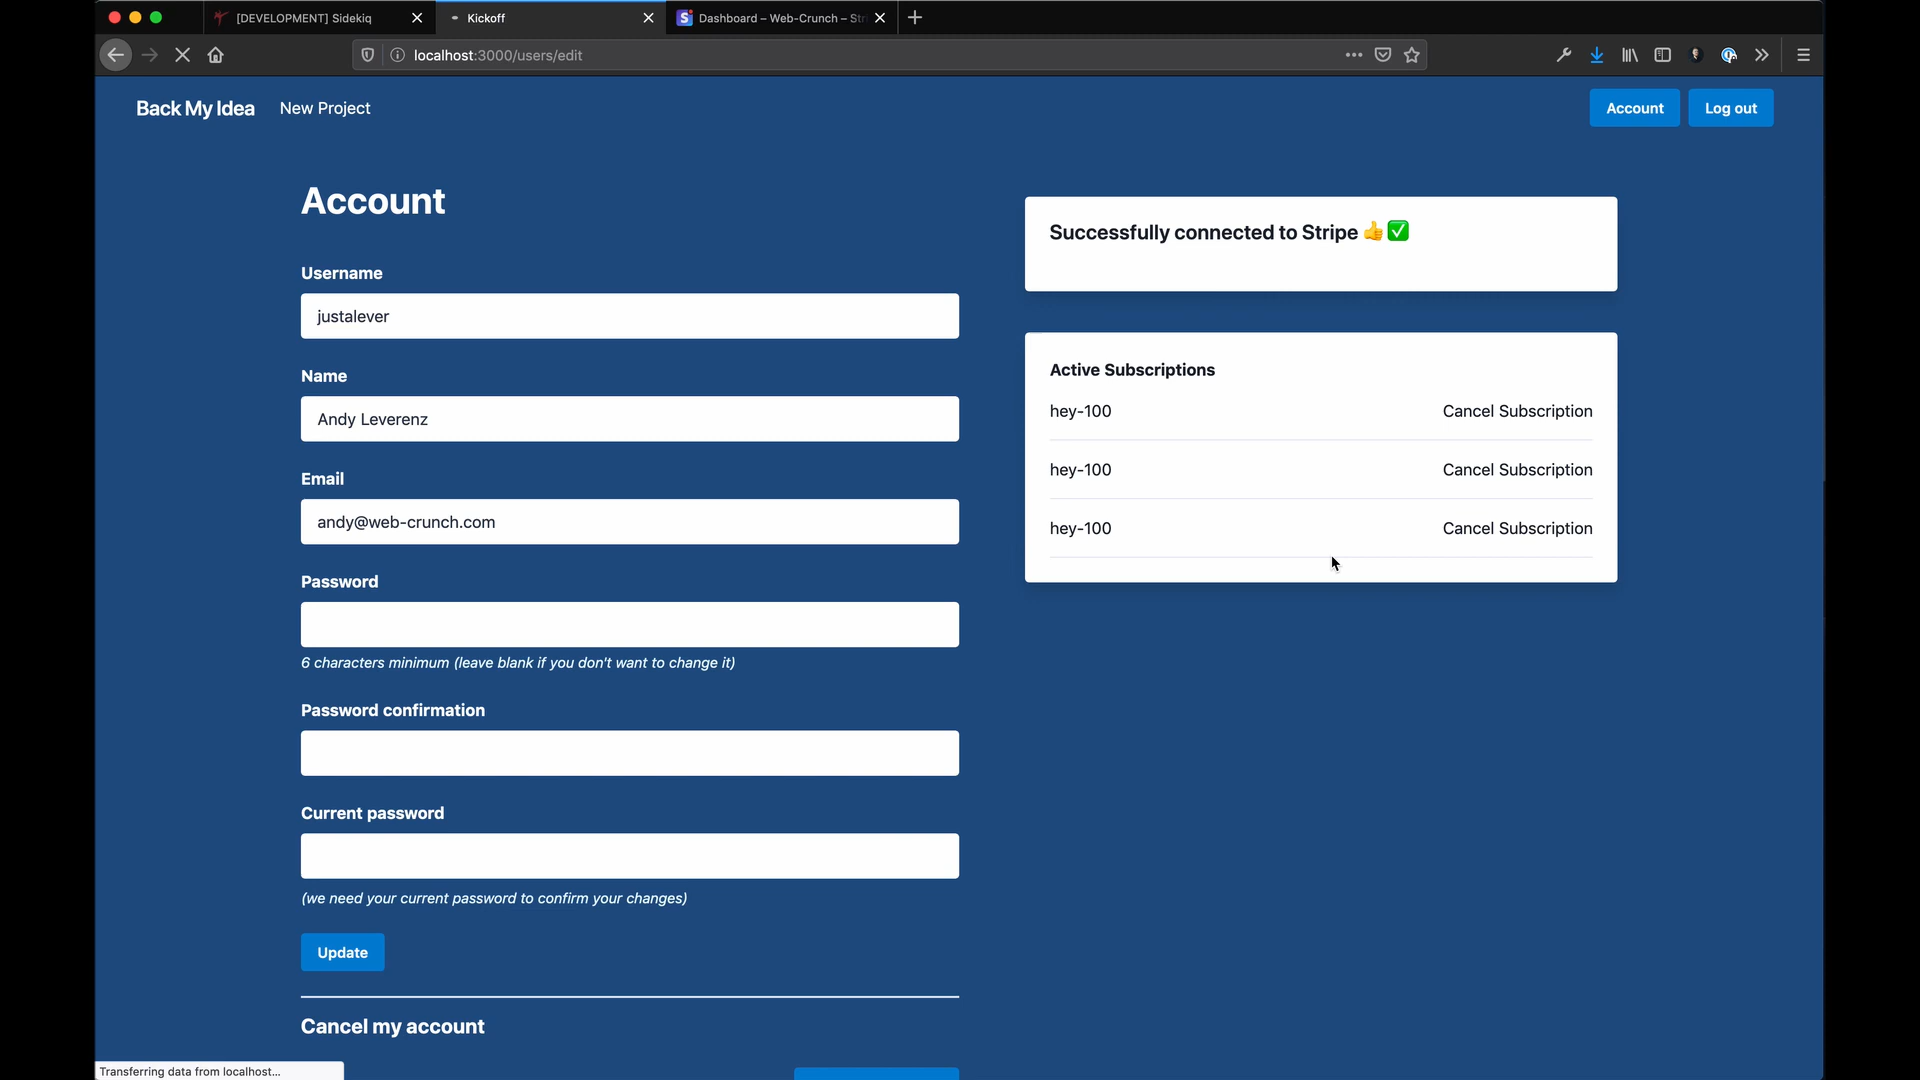 [DEVELOPMENT] Sidekiq
Kickoff
Dashboard – Web-Crunch – Str
localhost:3000/users/edit
Back My Idea
New Project
Account
Log out
Account
Username
justalever
Name
Andy Leverenz
Email
andy@web-crunch.com
Password
6 characters minimum (leave blank if you don't want to change it)
Password confirmation
Current password
(we need your current password to confirm your changes)
Update
Cancel my account
Successfully connected to Stripe 👍✅
Active Subscriptions
hey-100 Cancel Subscription
hey-100 Cancel Subscription
hey-100 Cancel Subscription
Transferring data from localhost...